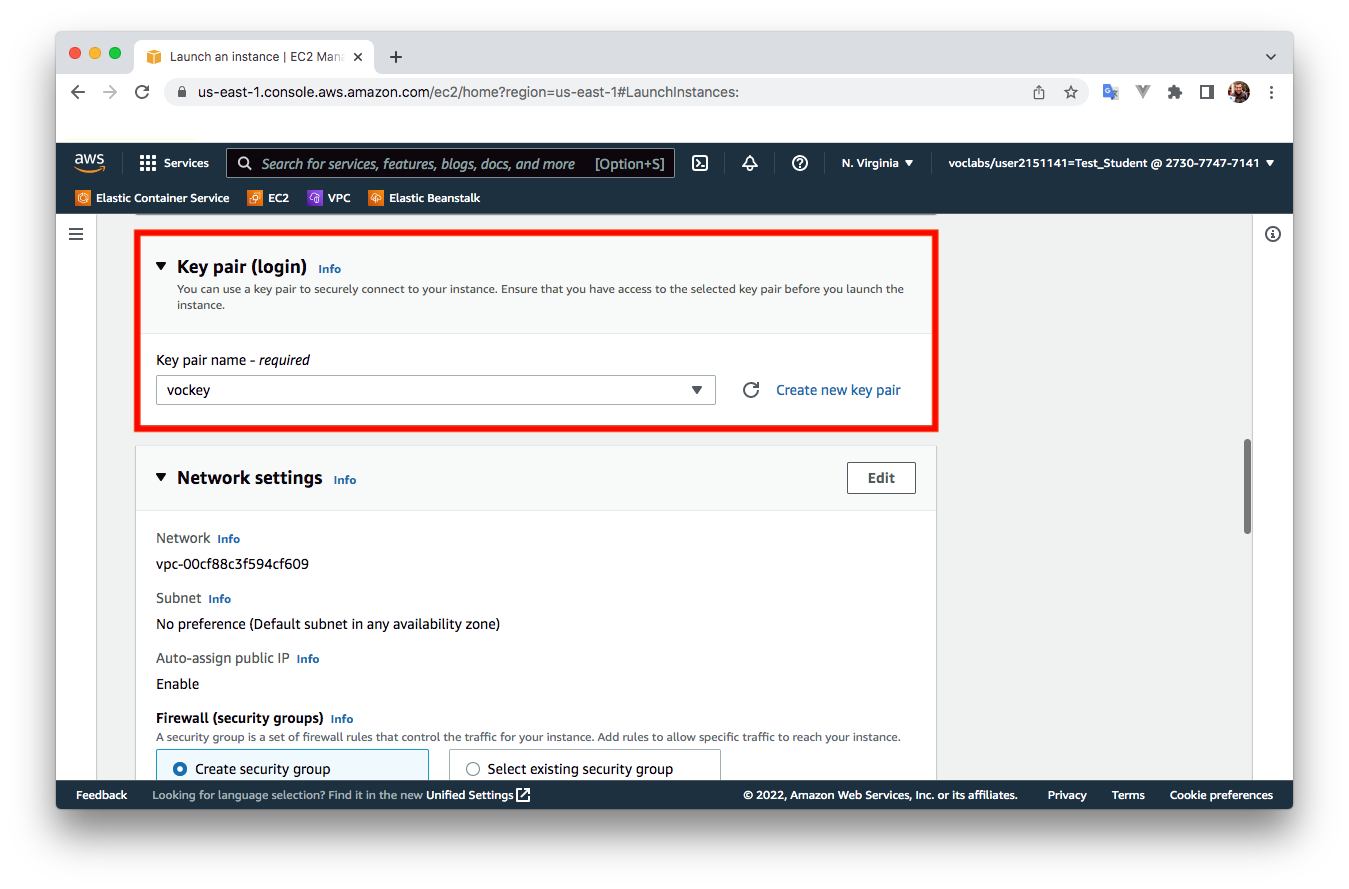 Launch an instance | EC2 Man
us-east-1.console.aws.amazon.com/ec2/home?region=us-east-1#LaunchInstances:
aws
Services
Search for services, features, blogs, docs, and more [Option+S]
N. Virginia
voclabs/user2151141=Test_Student @ 2730-7747-7141
Elastic Container Service
EC2
VPC
Elastic Beanstalk
Key pair (login) Info
You can use a key pair to securely connect to your instance. Ensure that you have access to the selected key pair before you launch the
instance.
Key pair name - required
vockey
Create new key pair
Network settings Info
Edit
Network Info
vpc-00cf88c3f594cf609
Subnet Info
No preference (Default subnet in any availability zone)
Auto-assign public IP Info
Enable
Firewall (security groups) Info
A security group is a set of firewall rules that control the traffic for your instance. Add rules to allow specific traffic to reach your instance.
Create security group
Select existing security group
Feedback
Looking for language selection? Find it in the new Unified Settings
© 2022, Amazon Web Services, Inc. or its affiliates.
Privacy
Terms
Cookie preferences